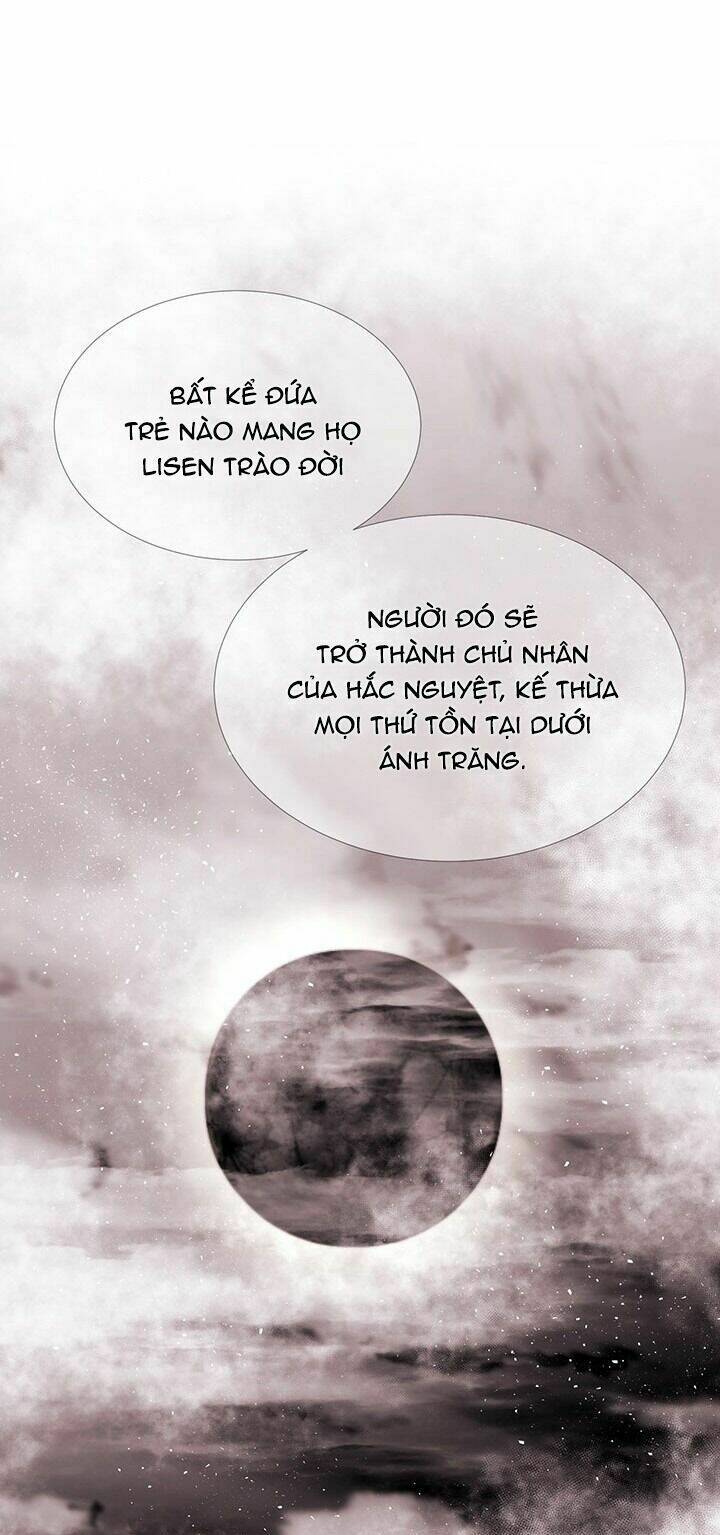 BẤT KỂ ĐỨA
TRẺ NÀO MANG HỌ
LISEN TRÀO ĐỜI
NGƯỜI ĐÓ SẼ
TRỞ THÀNH CHỦ NHÂN
CỦA HẮC NGUYỆT, KẾ THỪA
MỌI THỨ TỒN TẠI DƯỚI
ÁNH TRĂNG.